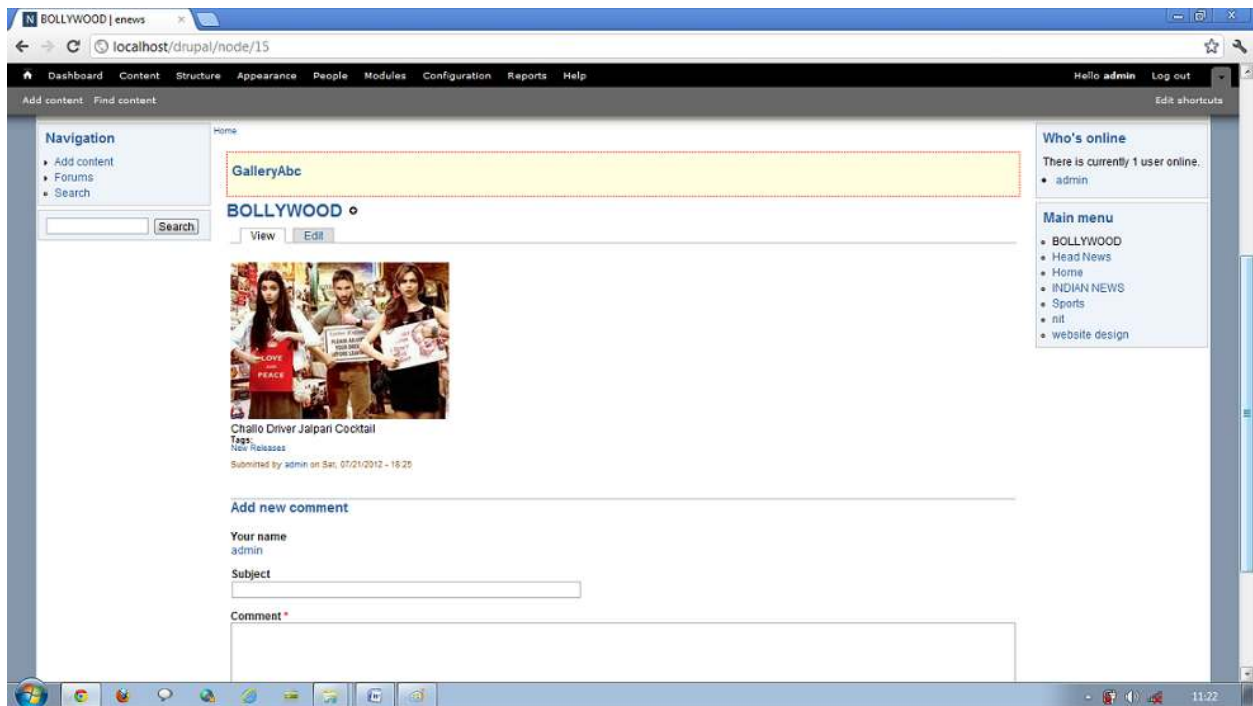 BOLLYWOOD | enews
localhost/drupal/node/15
Dashboard Content Structure Appearance People Modules Configuration Reports Help
Hello admin Log out
Add content Find content
Edit shortcuts
Navigation
Add content
Forums
Search
Search
Home
GalleryAbc
BOLLYWOOD
View Edit
LOVE
AND
PEACE
Challo Driver Jalpari Cocktail
Tags:
New Releases
Submitted by admin on Sat, 07/21/2012 - 18:25
Add new comment
Your name
admin
Subject
Comment *
Who's online
There is currently 1 user online.
admin
Main menu
BOLLYWOOD
Head News
Home
INDIAN NEWS
Sports
nit
website design
11:22